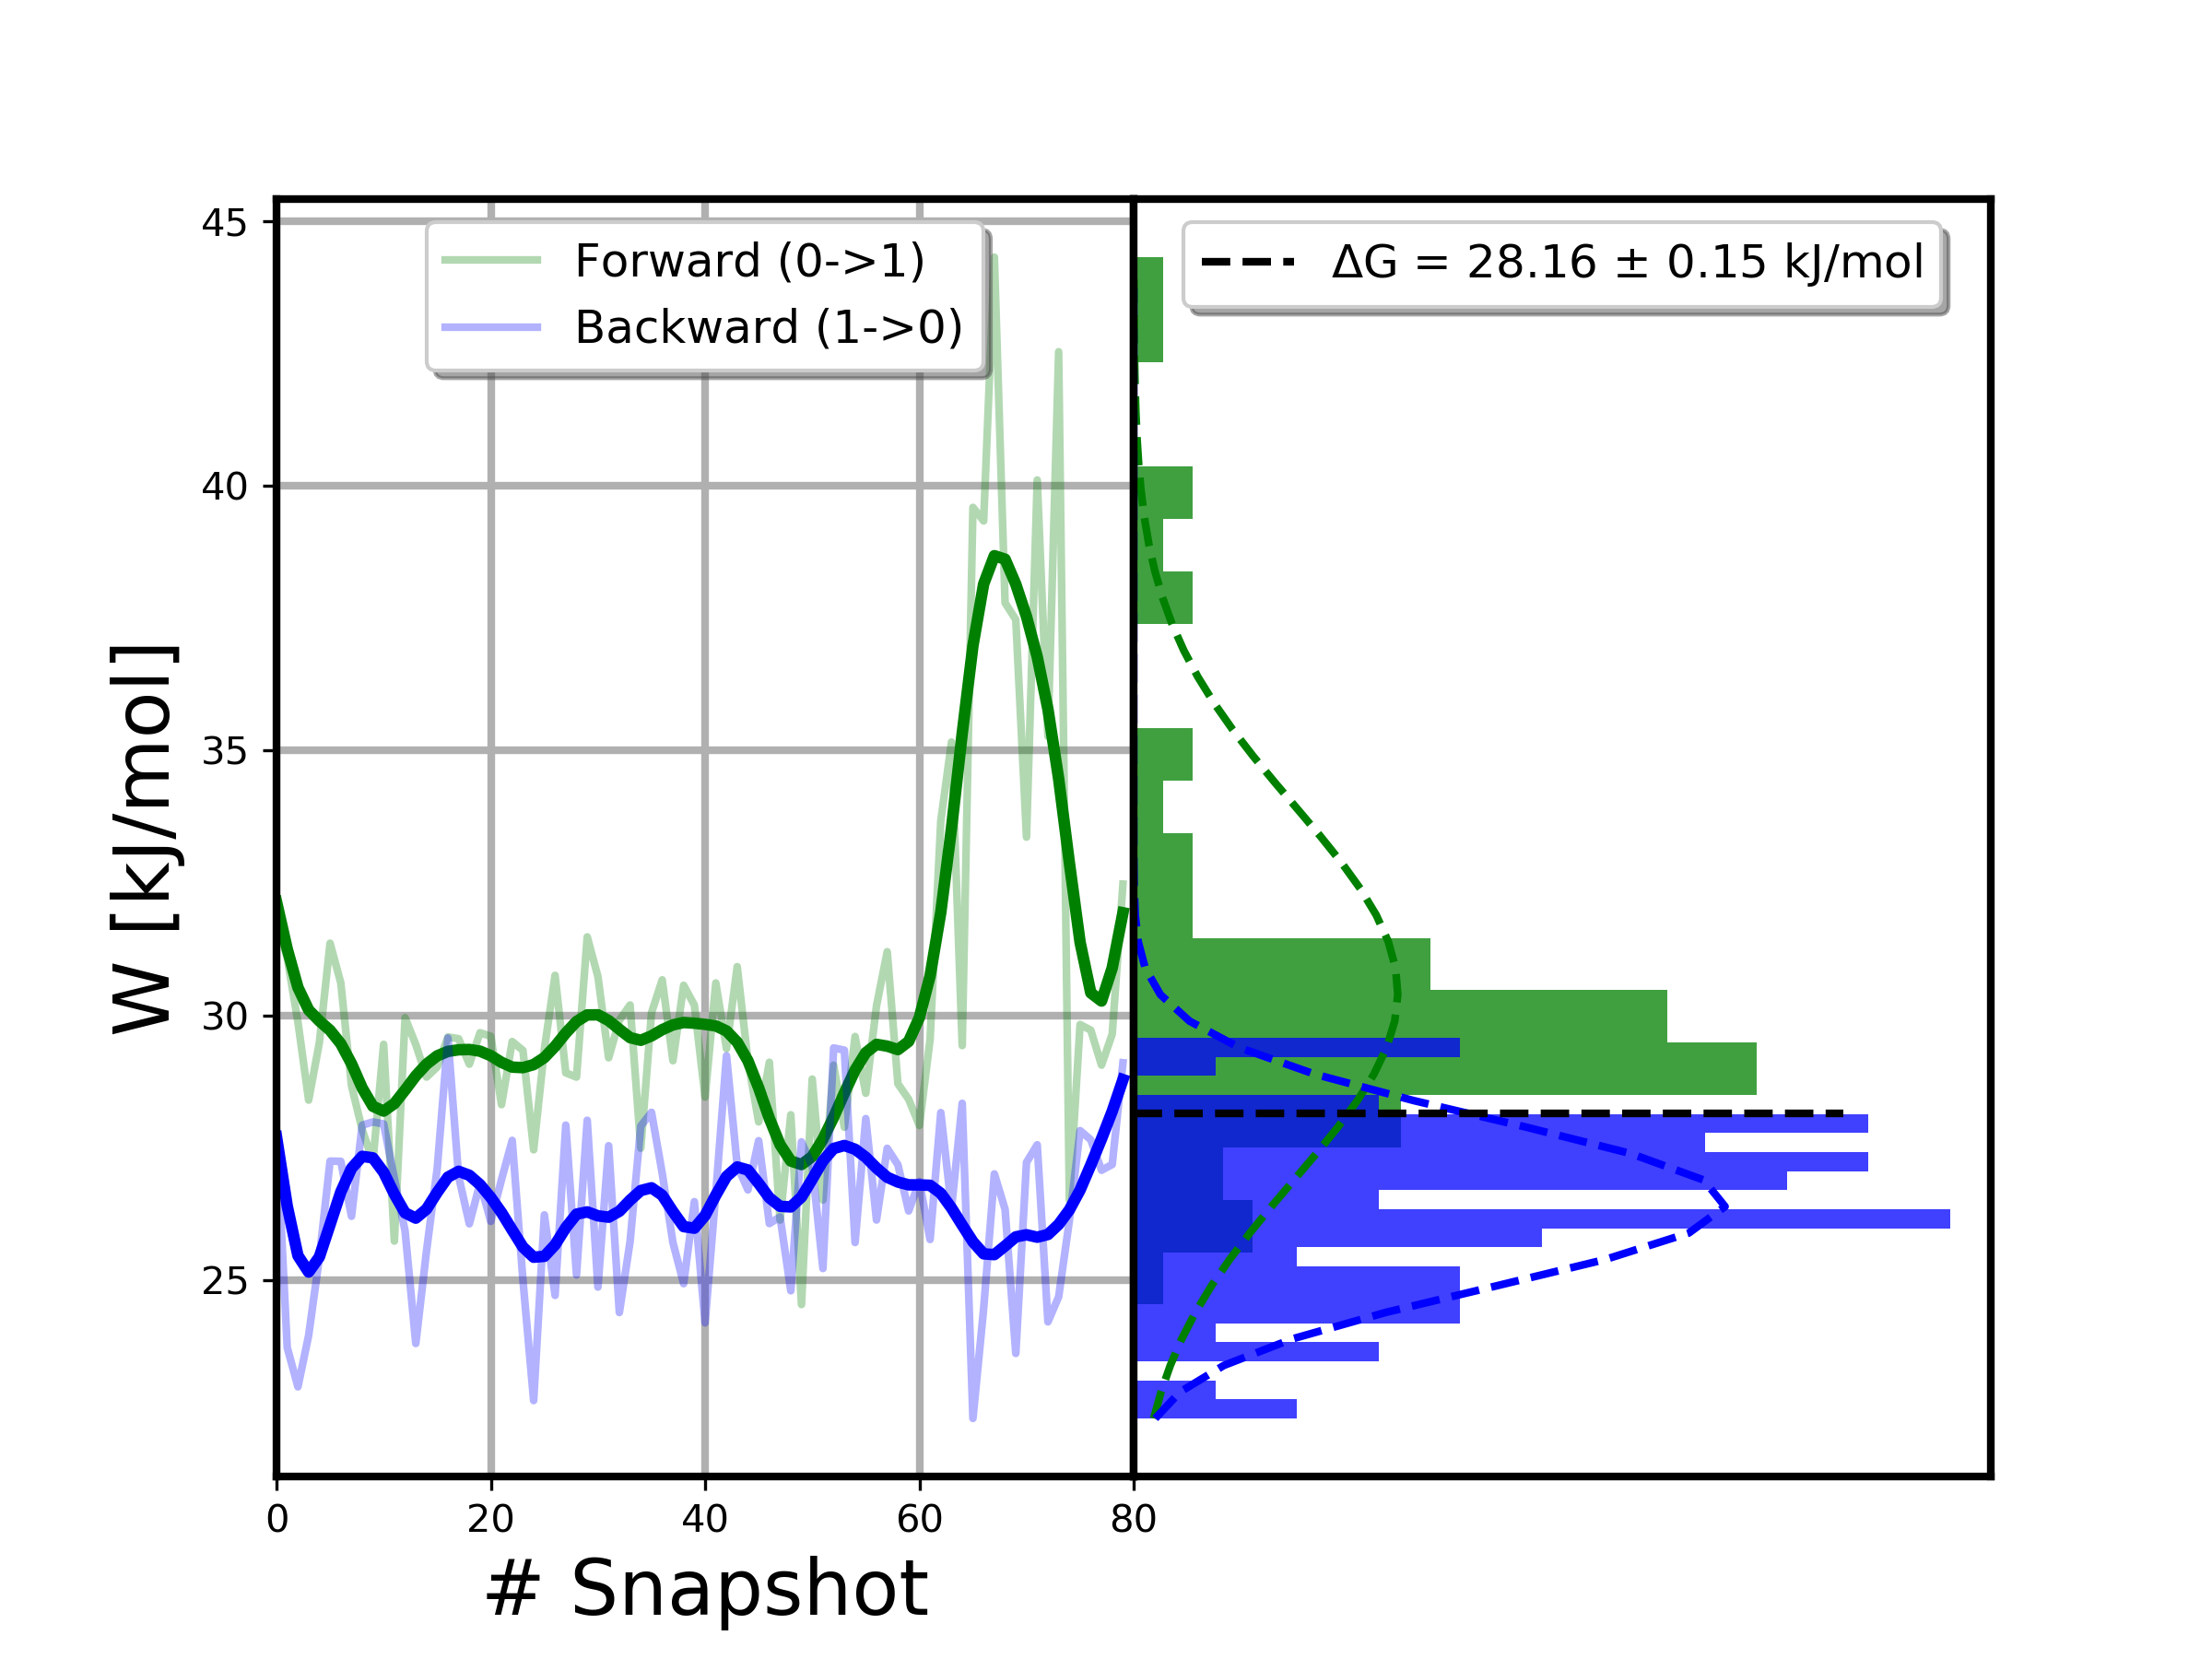 45
40
35
30
25
W [kJ/mol]
Forward (0->1)
Backward (1->0)
ΔG = 28.16 ± 0.15 kJ/mol
0 20 40 60 80
# Snapshot